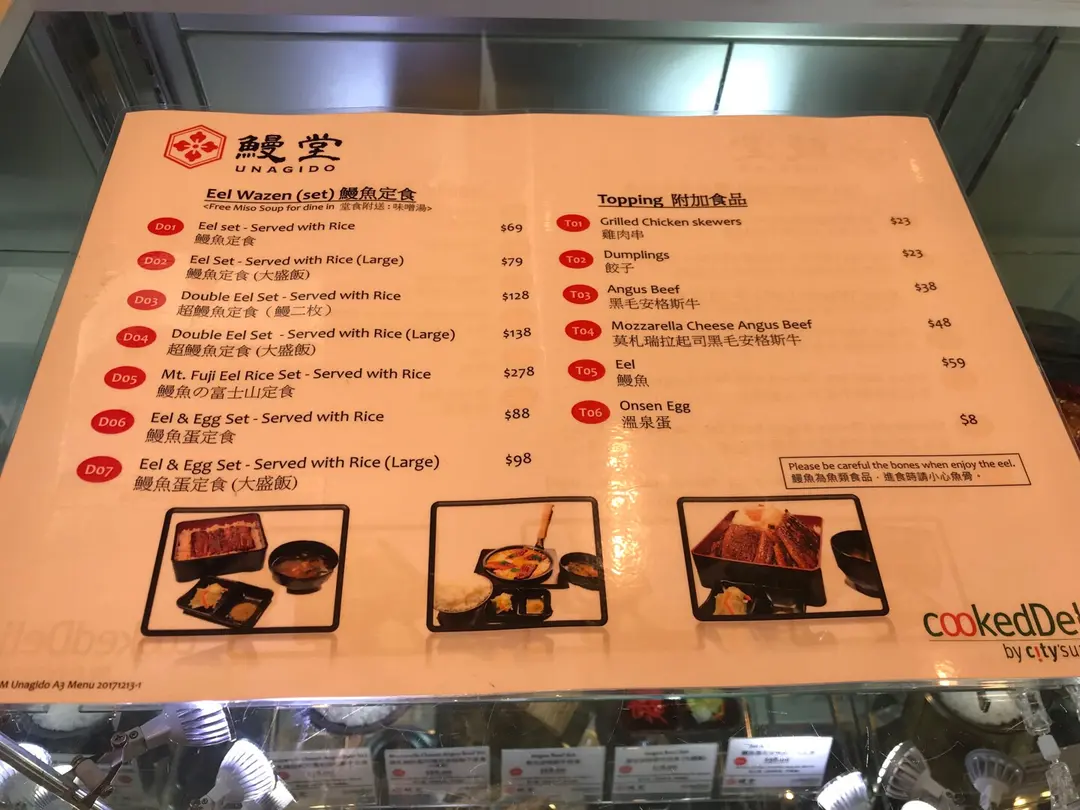 鰻堂
UNAGIDO
Eel Wazen (set) 鰻魚定食
<Free Miso Soup for dine in 堂食附送：味噌湯>
D01 Eel set - Served with Rice $69
鰻魚定食
D02 Eel Set - Served with Rice (Large) $79
鰻魚定食 (大盛飯)
D03 Double Eel Set - Served with Rice $128
超鰻魚定食（鰻二枚）
D04 Double Eel Set - Served with Rice (Large) $138
超鰻魚定食 (大盛飯)
D05 Mt. Fuji Eel Rice Set - Served with Rice $278
鰻魚の富士山定食
D06 Eel & Egg Set - Served with Rice $88
鰻魚蛋定食
D07 Eel & Egg Set - Served with Rice (Large) $98
鰻魚蛋定食 (大盛飯)
Topping 附加食品
T01 Grilled Chicken skewers $23
雞肉串
T02 Dumplings $23
餃子
T03 Angus Beef $38
黑毛安格斯牛
T04 Mozzarella Cheese Angus Beef $48
莫札瑞拉起司黑毛安格斯牛
T05 Eel $59
鰻魚
T06 Onsen Egg $8
溫泉蛋
Please be careful the bones when enjoy the eel.
鰻魚為魚類食品，進食時請小心魚骨。
cookedDeli
by city'su
M Unagido A3 Menu 20171213-1